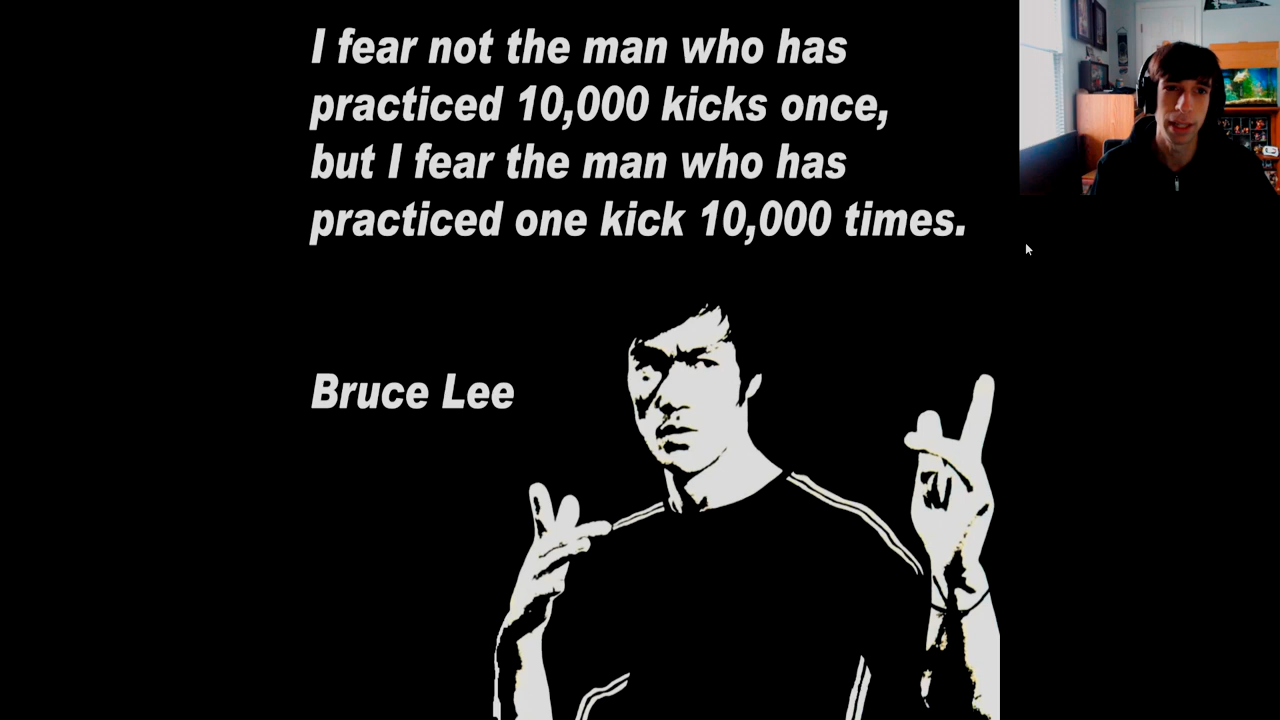 I fear not the man who has
practiced 10,000 kicks once,
but I fear the man who has
practiced one kick 10,000 times.
Bruce Lee